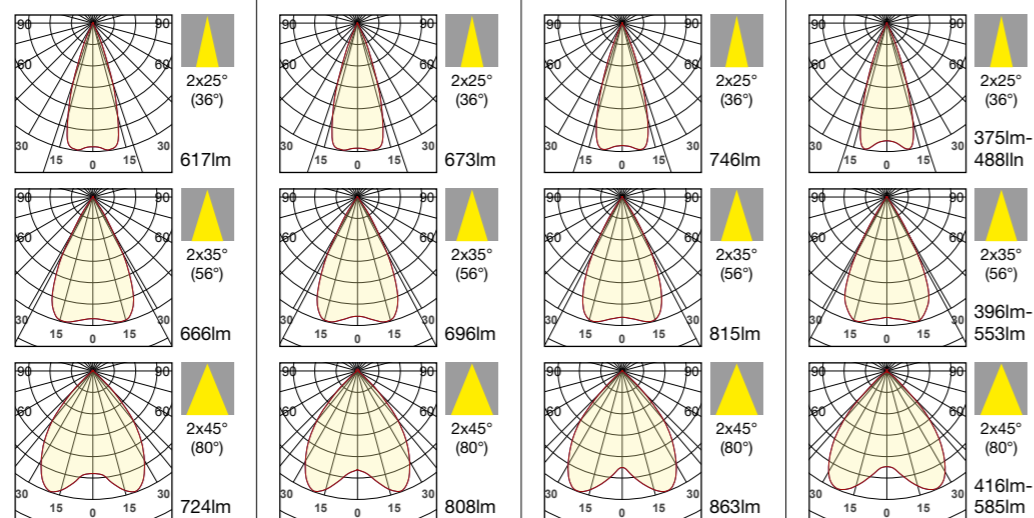 90 90
60 60
2x25°
(36°)
30 15 0 15 30
617lm
90 90
60 60
2x25°
(36°)
30 15 0 15 30
673lm
90 90
60 60
2x25°
(36°)
30 15 0 15 30
746lm
90 90
60 60
2x25°
(36°)
30 15 0 15 30
375lm-
488lln
90 90
60 60
2x35°
(56°)
30 15 0 15 30
666lm
90 90
60 60
2x35°
(56°)
30 15 0 15 30
696lm
90 90
60 60
2x35°
(56°)
30 15 0 15 30
815lm
90 90
60 60
2x35°
(56°)
30 15 0 15 30
396lm-
553lm
90 90
60 60
2x45°
(80°)
30 15 0 15 30
724lm
90 90
60 60
2x45°
(80°)
30 15 0 15 30
808lm
90 90
60 60
2x45°
(80°)
30 15 0 15 30
863lm
90 90
60 60
2x45°
(80°)
30 15 0 15 30
416lm-
585lm